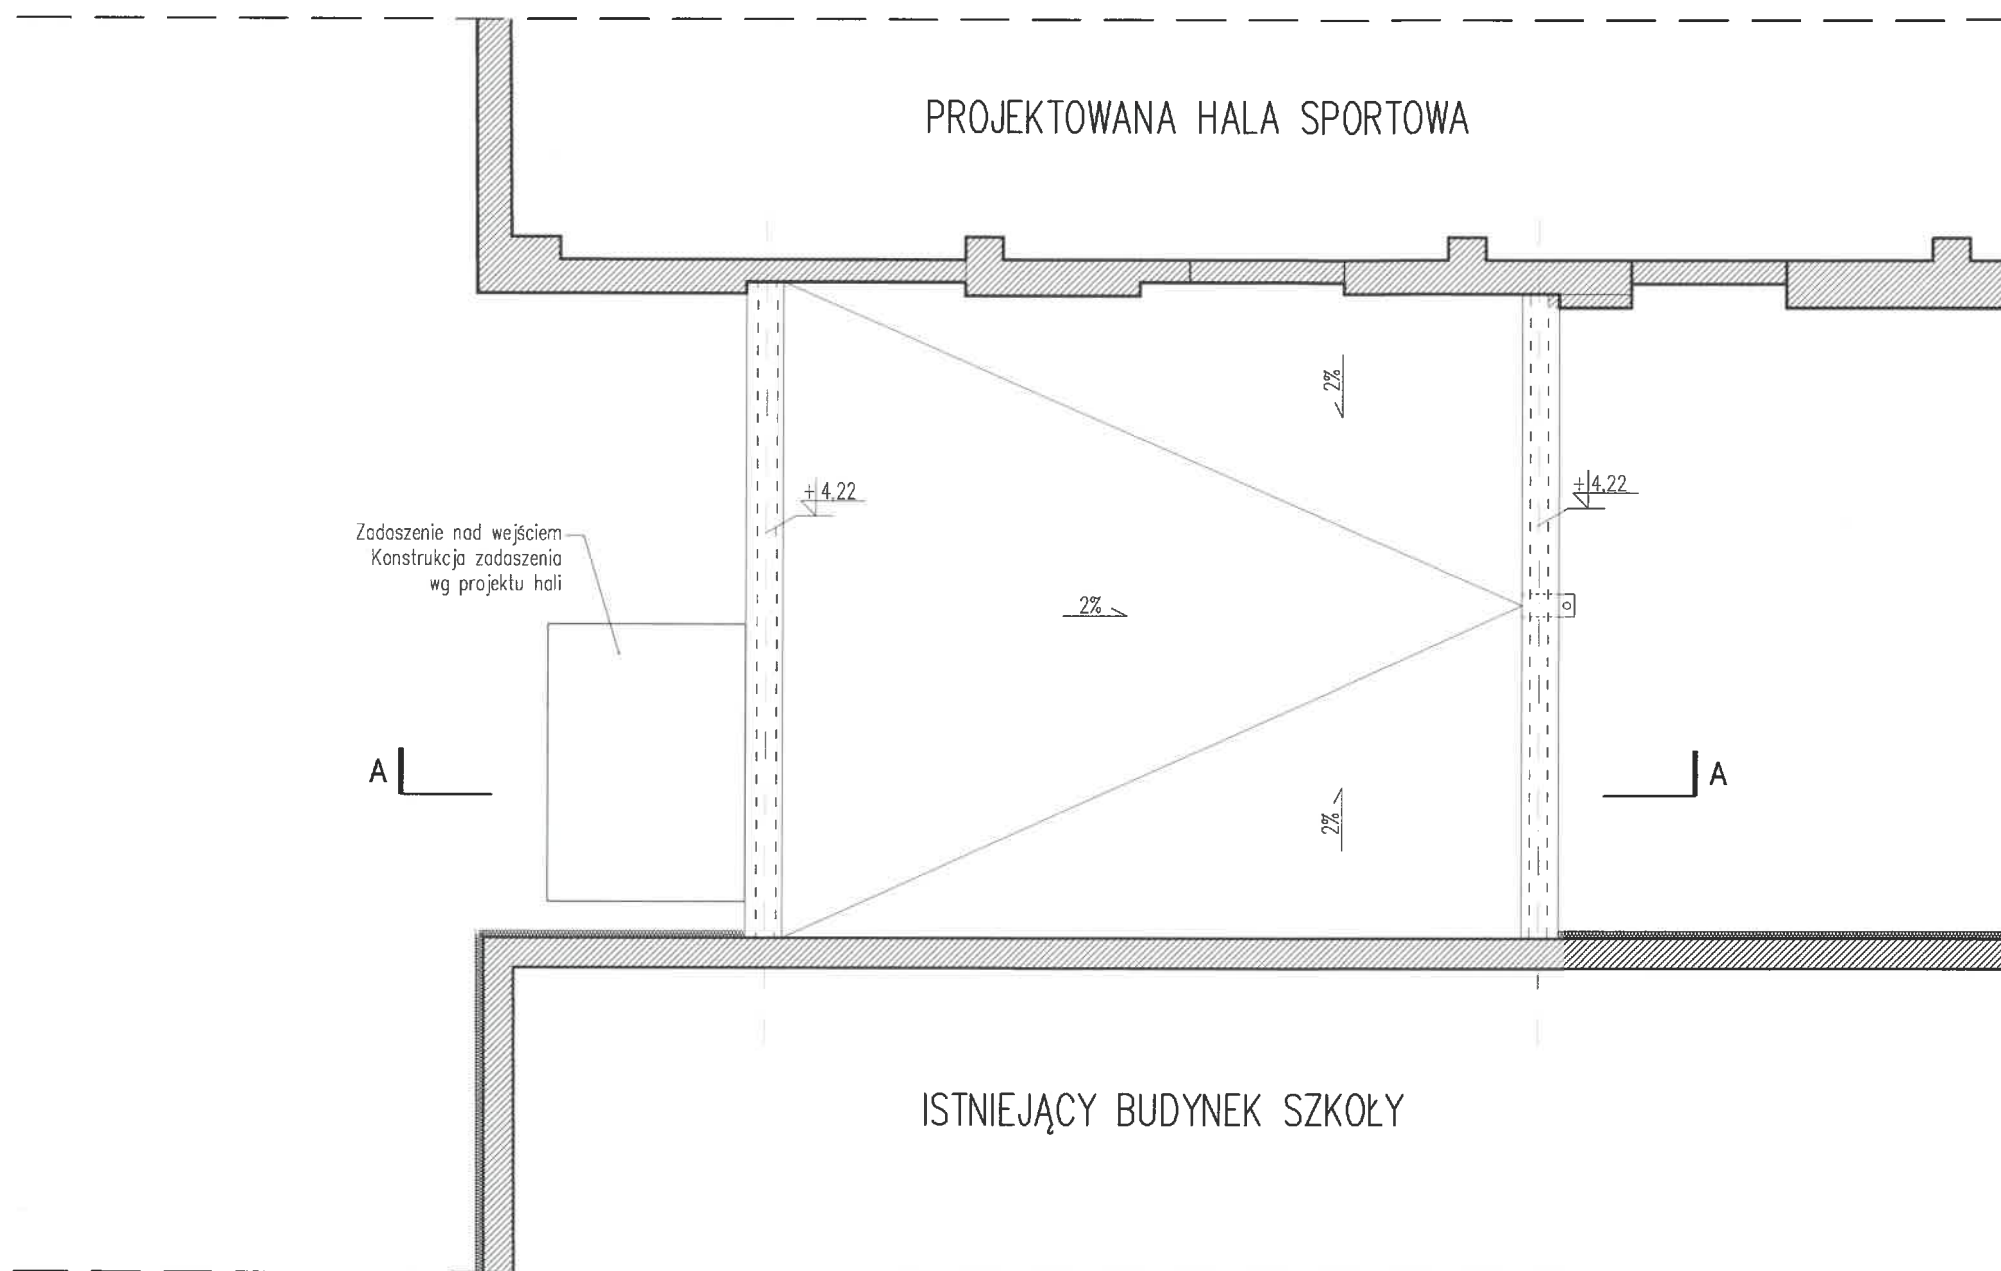 PROJEKTOWANA HALA SPORTOWA
2%
+4,22
+4,22
Zadaszenie nad wejściem
Konstrukcja zadaszenia
wg projektu hali
2%
A
A
2%
ISTNIEJĄCY BUDYNEK SZKOŁY